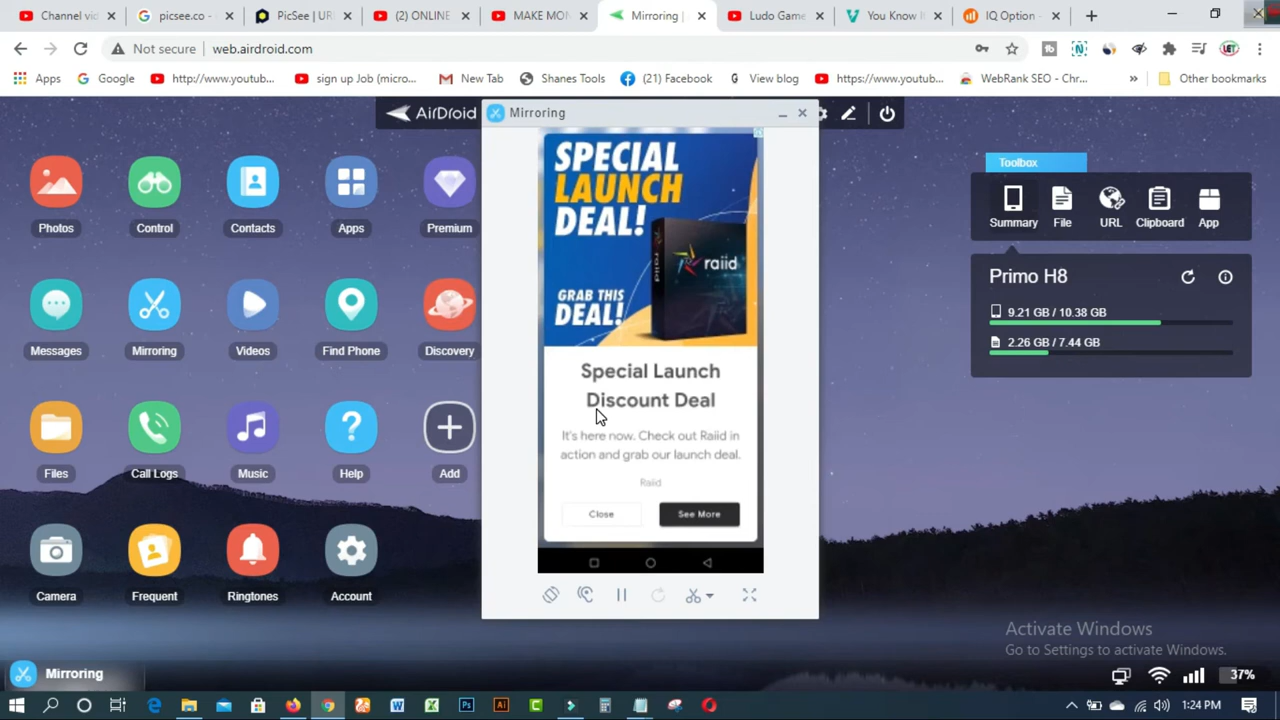 Channel vid
picsee.co -
PicSee | URL
(2) ONLINE
MAKE MON
Mirroring |
Ludo Game
You Know I
IQ Option -
Not secure
web.airdroid.com
Apps
Google
http://www.youtub...
sign up Job (micro...
New Tab
Shanes Tools
(21) Facebook
View blog
https://www.youtub...
WebRank SEO - Chr...
»
Other bookmarks
AirDroid
Mirroring
Photos
Control
Contacts
Apps
Premium
Messages
Mirroring
Videos
Find Phone
Discovery
Files
Call Logs
Music
Help
Add
Camera
Frequent
Ringtones
Account
SPECIAL
LAUNCH
DEAL!
raiid
raiid
GRAB THIS
DEAL!
Special Launch
Discount Deal
It's here now. Check out Raiid in
action and grab our launch deal.
Raiid
Close
See More
Toolbox
Summary
File
URL
Clipboard
App
Primo H8
9.21 GB / 10.38 GB
2.26 GB / 7.44 GB
Activate Windows
Go to Settings to activate Windows.
Mirroring
37%
1:24 PM